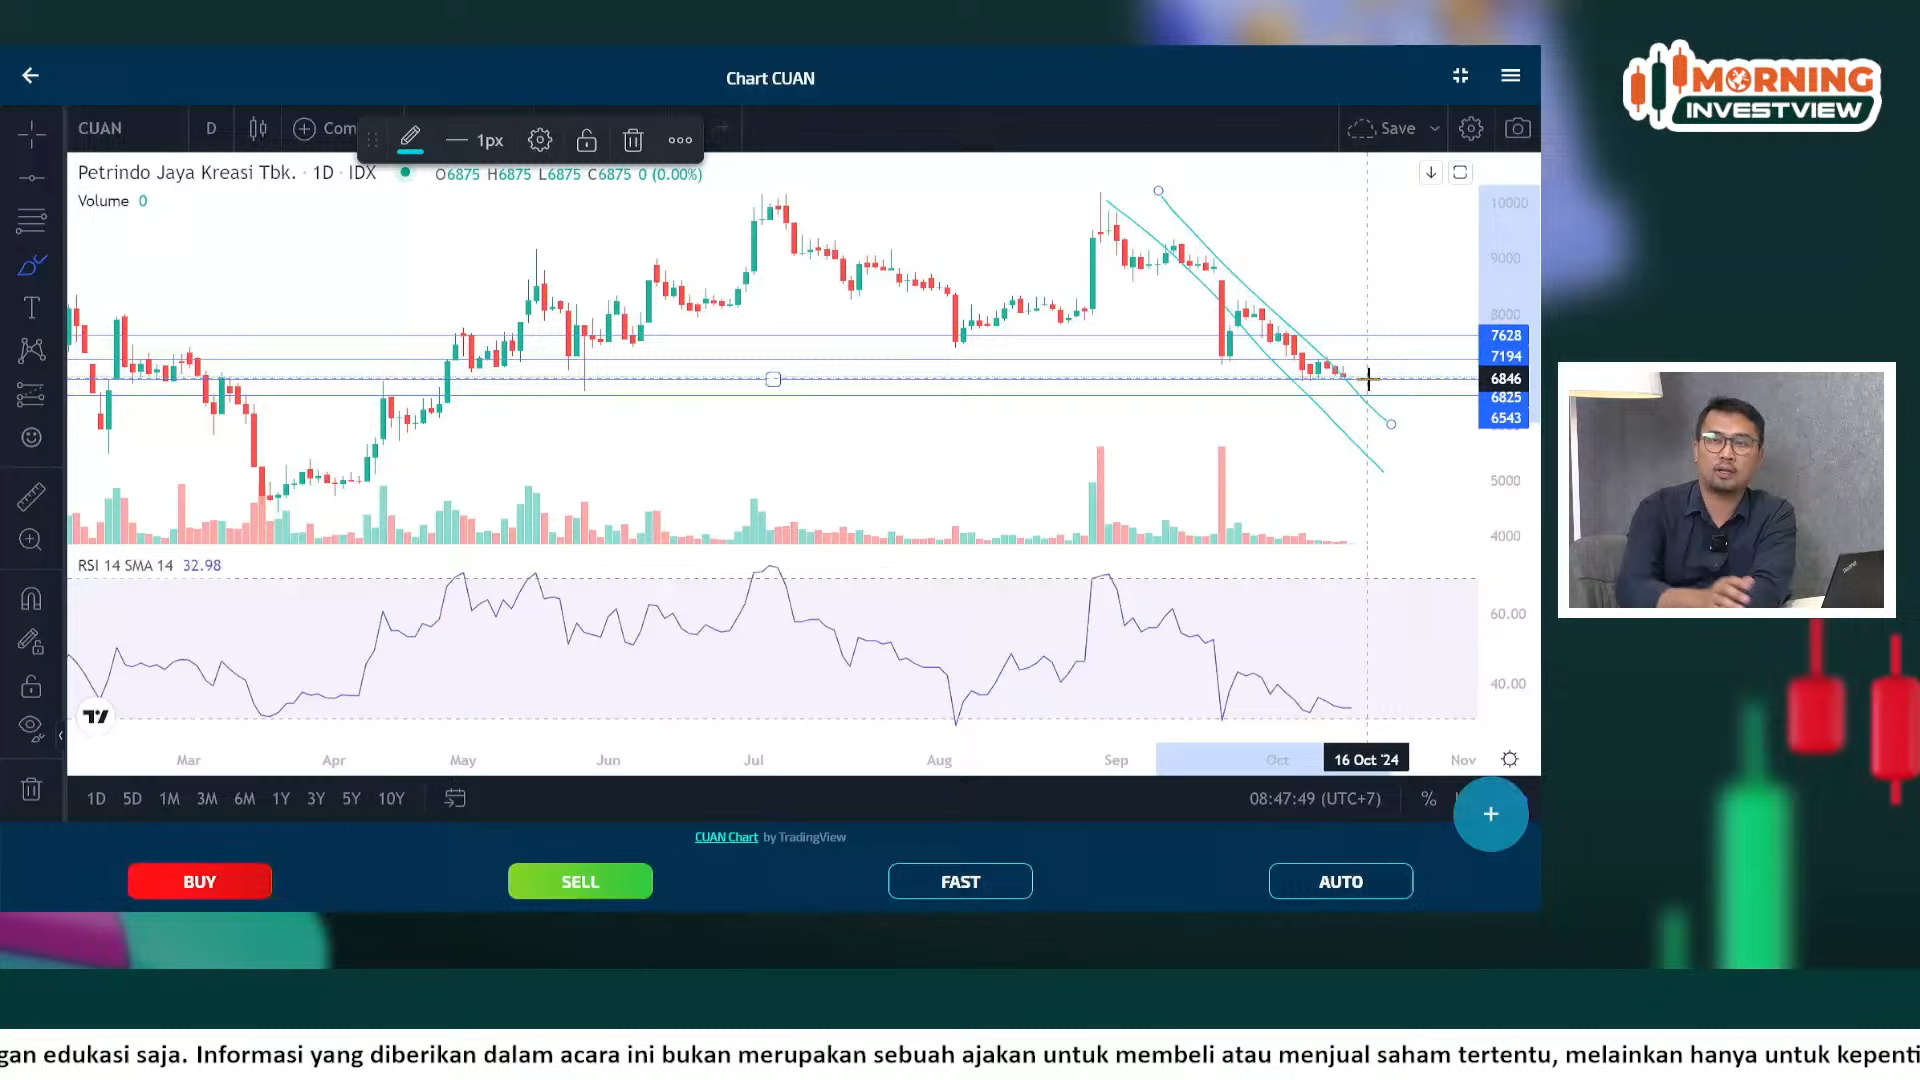 Chart CUAN
MORNING
INVESTVIEW
CUAN D Com 1px Save
Petrindo Jaya Kreasi Tbk. · 1D · IDX O6875 H6875 L6875 C6875 0 (0.00%)
Volume 0
10000
9000
8000
7628
7194
6846
6825
6543
5000
4000
RSI 14 SMA 14 32.98
60.00
40.00
Mar Apr May Jun Jul Aug Sep Oct 16 Oct '24 Nov
1D 5D 1M 3M 6M 1Y 3Y 5Y 10Y 08:47:49 (UTC+7) %
+
CUAN Chart by TradingView
BUY SELL FAST AUTO
gan edukasi saja. Informasi yang diberikan dalam acara ini bukan merupakan sebuah ajakan untuk membeli atau menjual saham tertentu, melainkan hanya untuk kepenti